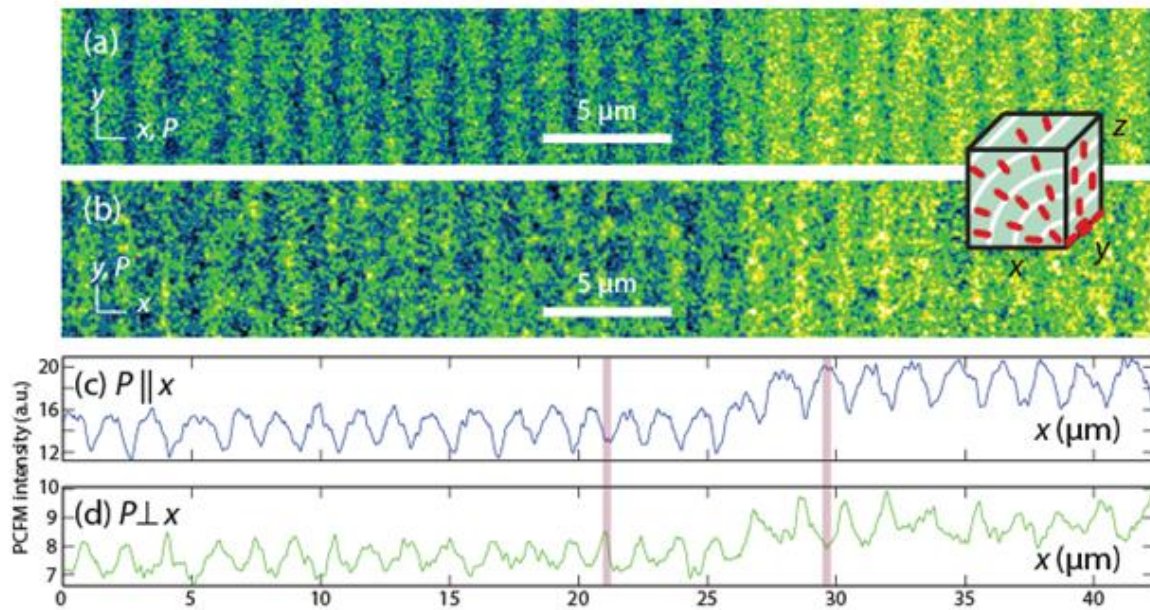 (a)
y
x, P
5 μm
z
(b)
y, P
x
5 μm
x
y
PCFM intensity (a.u.)
20
16
12
(c) P || x
x (μm)
10
9
8
7
(d) P⊥x
x (μm)
0 5 10 15 20 25 30 35 40